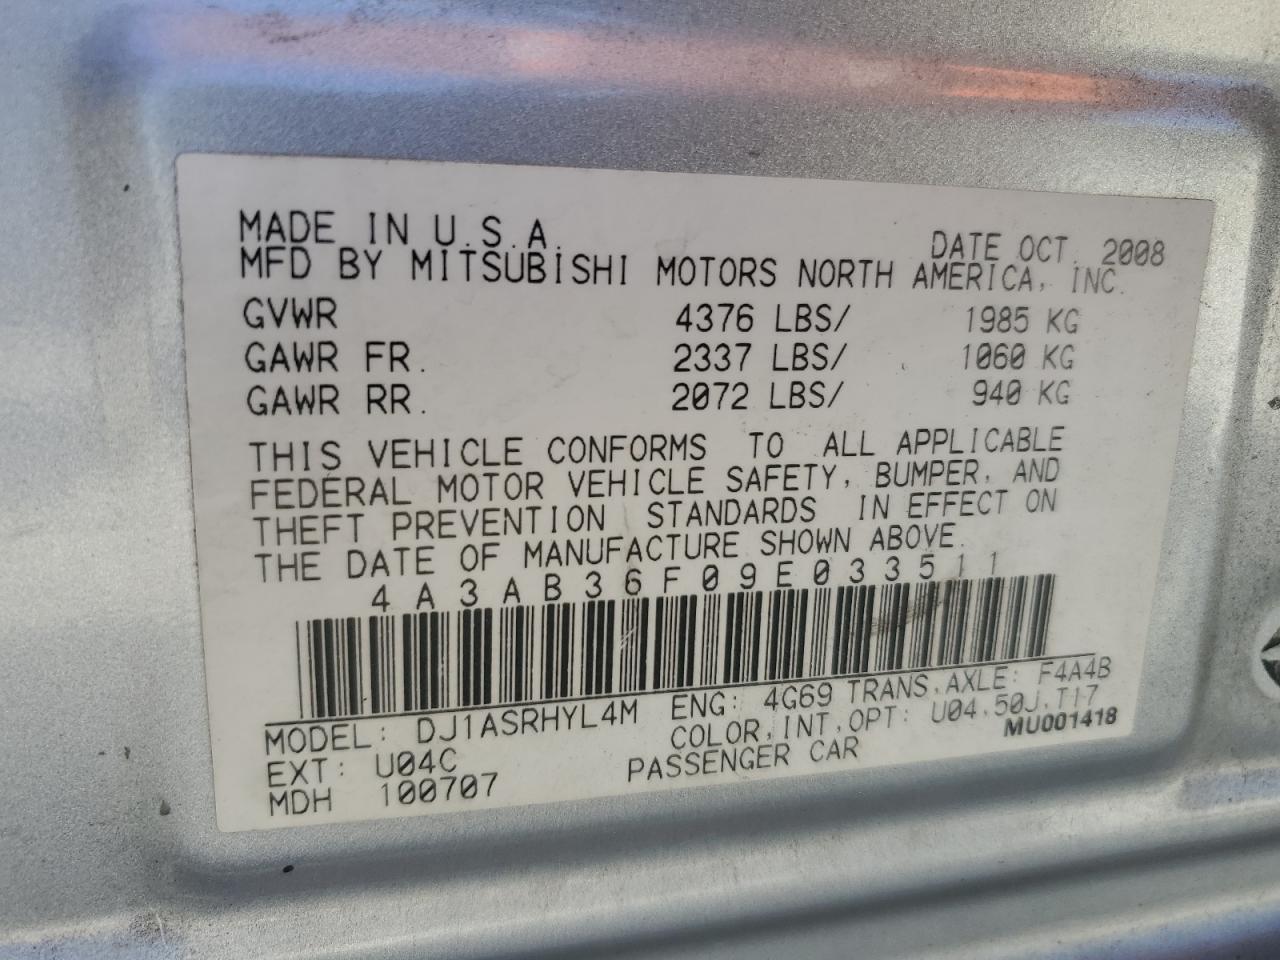 MADE IN U.S.A.
DATE OCT. 2008
MFD BY MITSUBISHI MOTORS NORTH AMERICA, INC.
GVWR 4376 LBS/ 1985 KG
GAWR FR. 2337 LBS/ 1060 KG
GAWR RR. 2072 LBS/ 940 KG
THIS VEHICLE CONFORMS TO ALL APPLICABLE
FEDERAL MOTOR VEHICLE SAFETY, BUMPER, AND
THEFT PREVENTION STANDARDS IN EFFECT ON
THE DATE OF MANUFACTURE SHOWN ABOVE.
4A3AB36F09E033511
MODEL: DJ1ASRHYL4M ENG: 4G69 TRANS,AXLE: F4A4B
EXT: U04C COLOR,INT,OPT: U04.50J.T17
MDH 100707 PASSENGER CAR MU001418